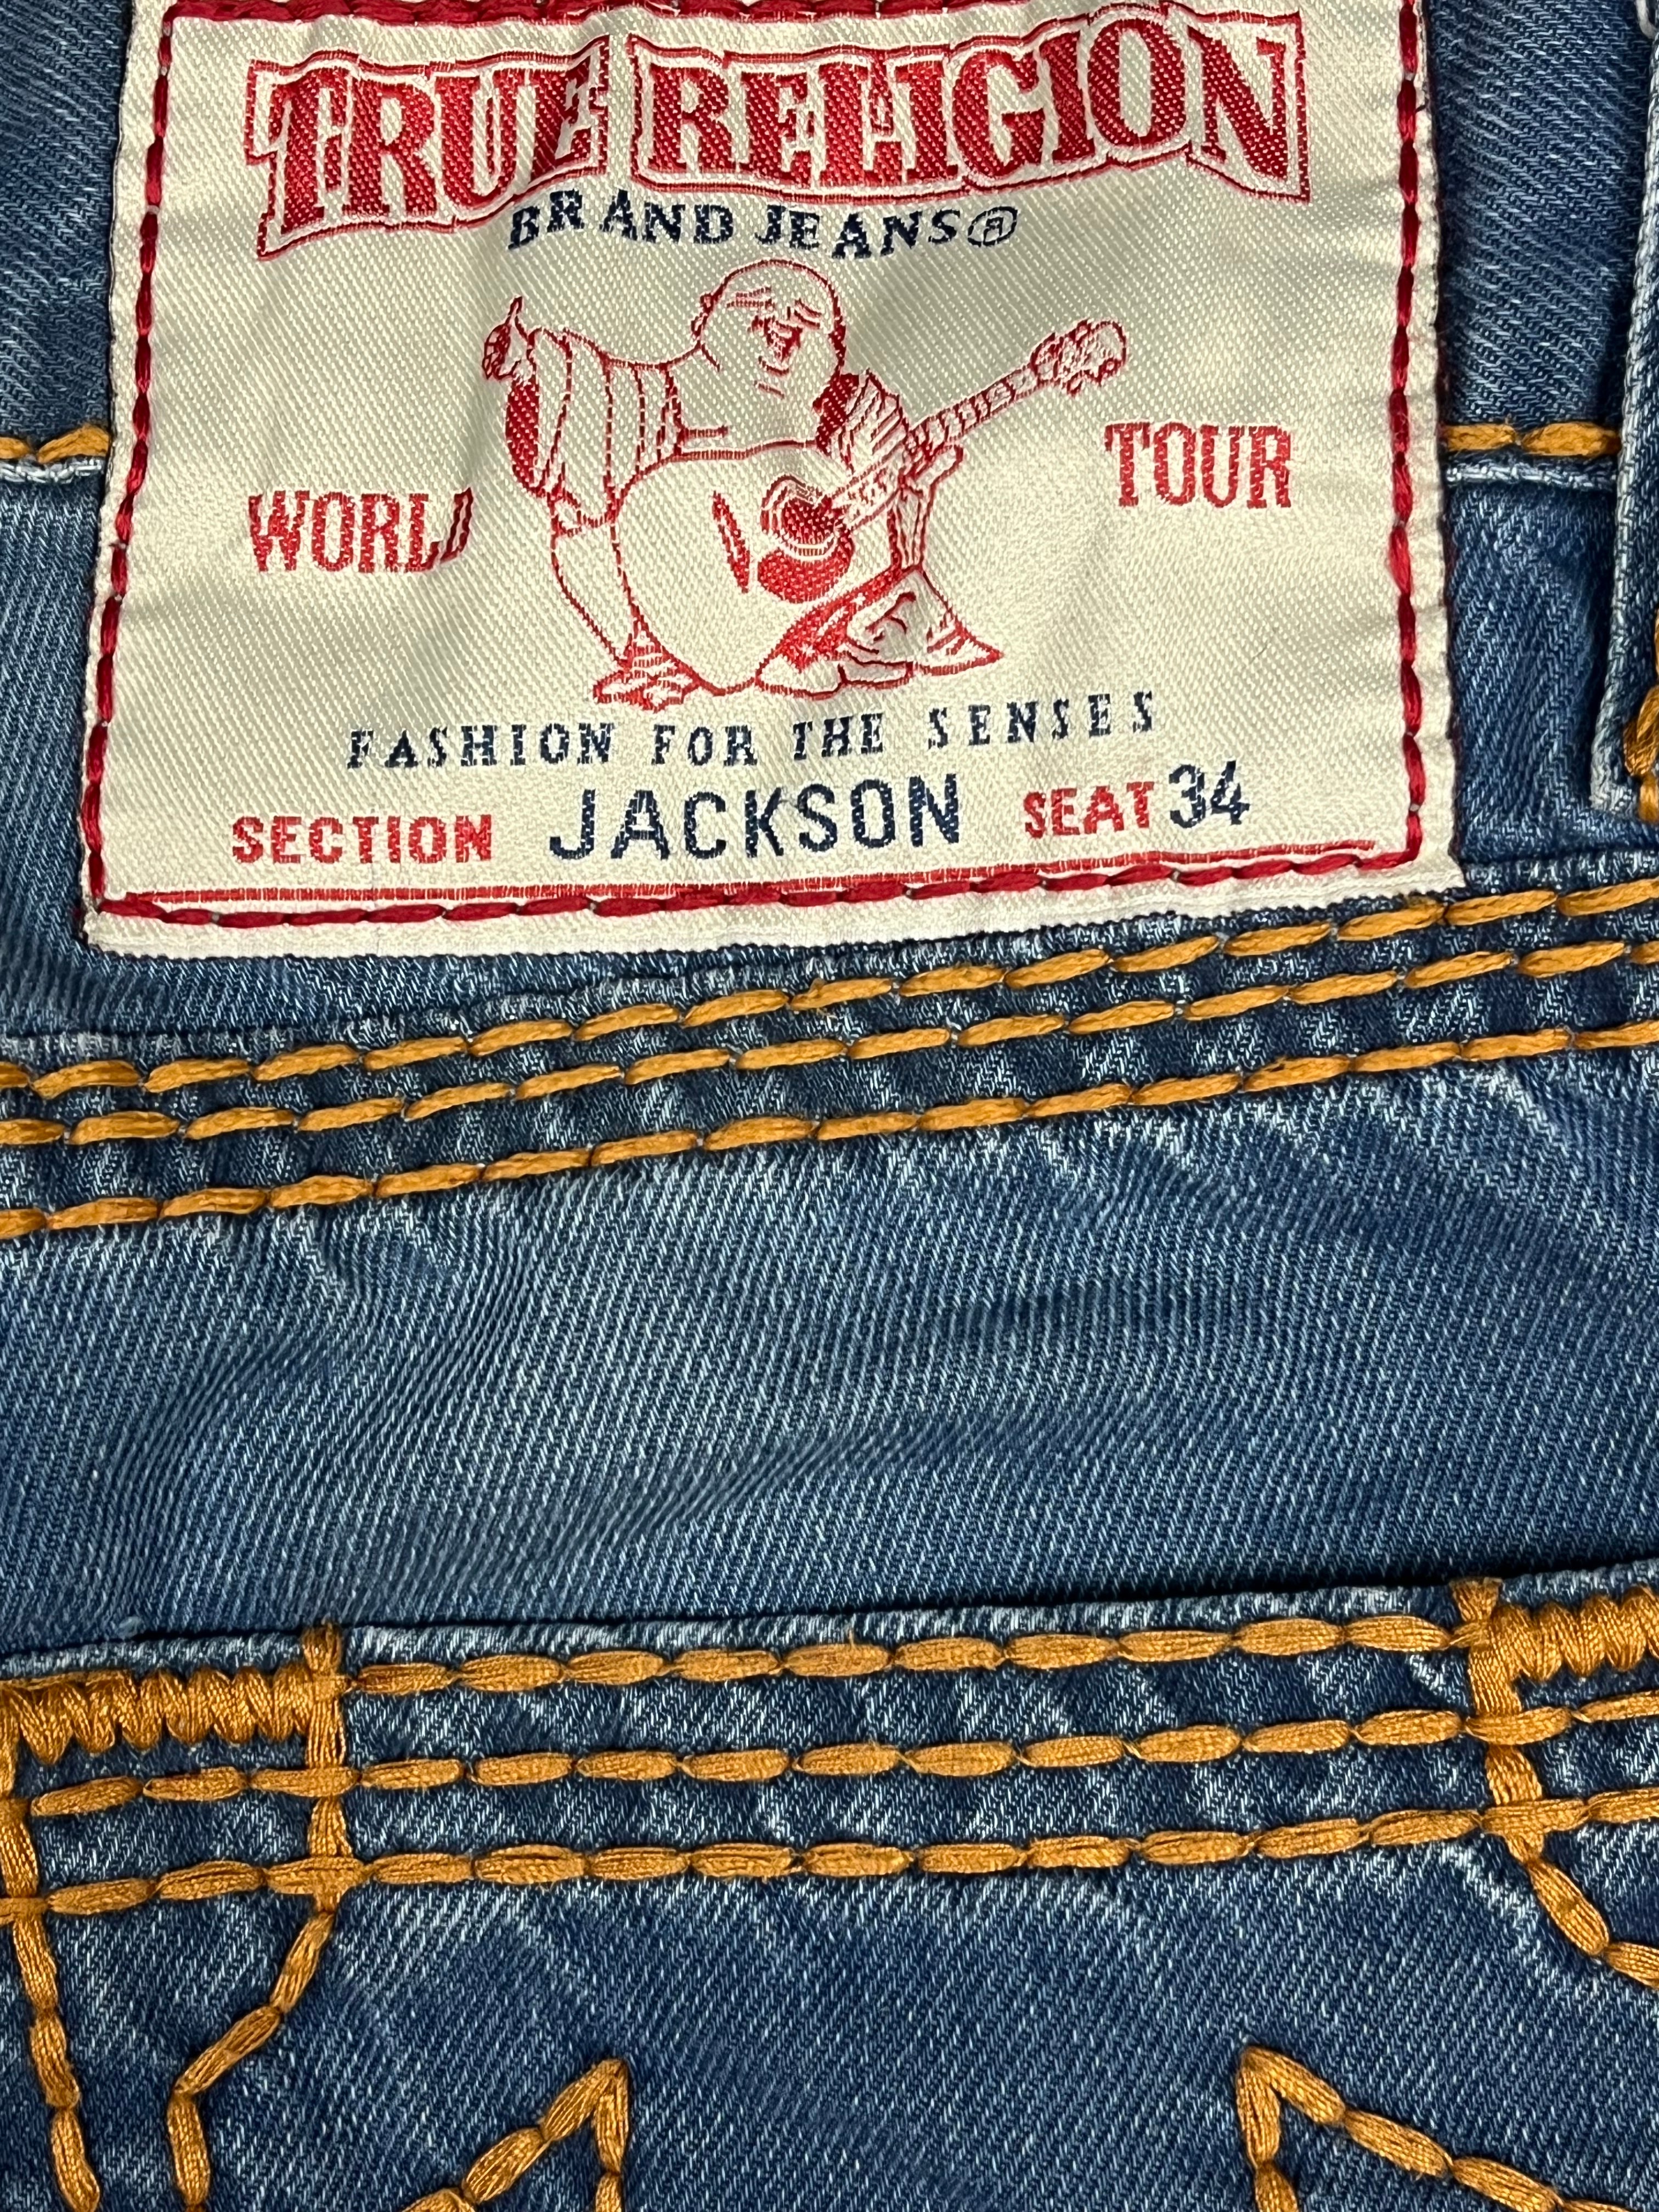 TRUE RELIGION
BRAND JEANS®
WORLD TOUR
FASHION FOR THE SENSES
SECTION JACKSON SEAT 34